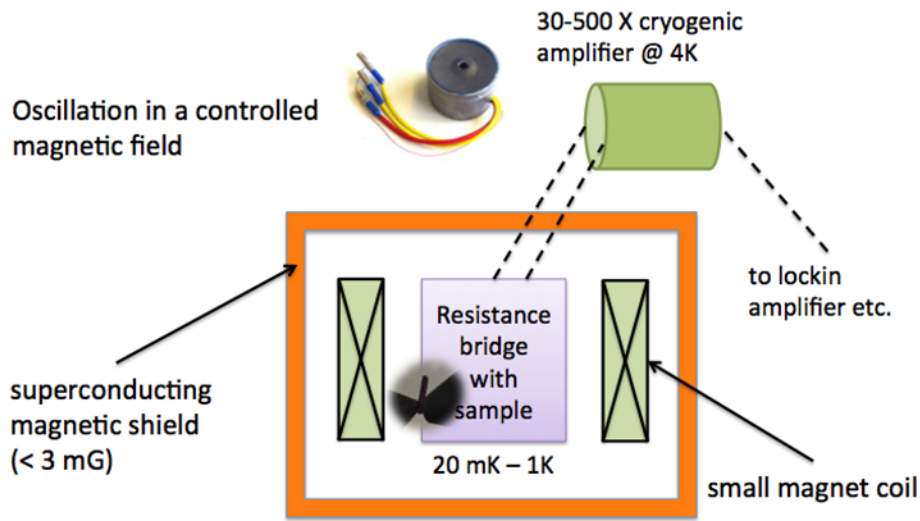 30-500 X cryogenic
amplifier @ 4K
Oscillation in a controlled
magnetic field
to lockin
amplifier etc.
Resistance
bridge
with
sample
superconducting
magnetic shield
(< 3 mG)
20 mK – 1K
small magnet coil